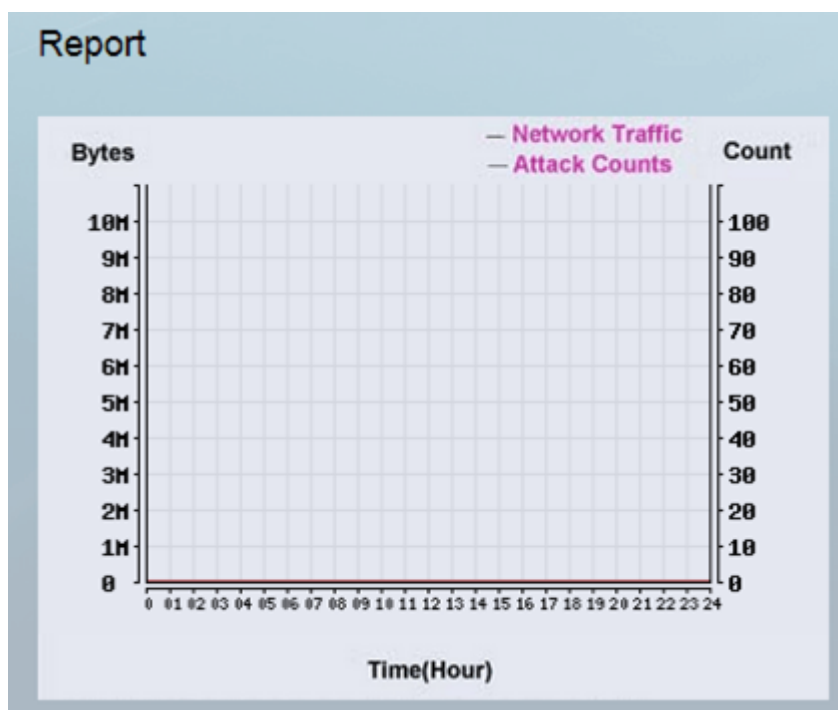 Report
— Network Traffic
— Attack Counts
Bytes
Count
10M
9M
8M
7M
6M
5M
4M
3M
2M
1M
0
100
90
80
70
60
50
40
30
20
10
0
0 01 02 03 04 05 06 07 08 09 10 11 12 13 14 15 16 17 18 19 20 21 22 23 24
Time(Hour)